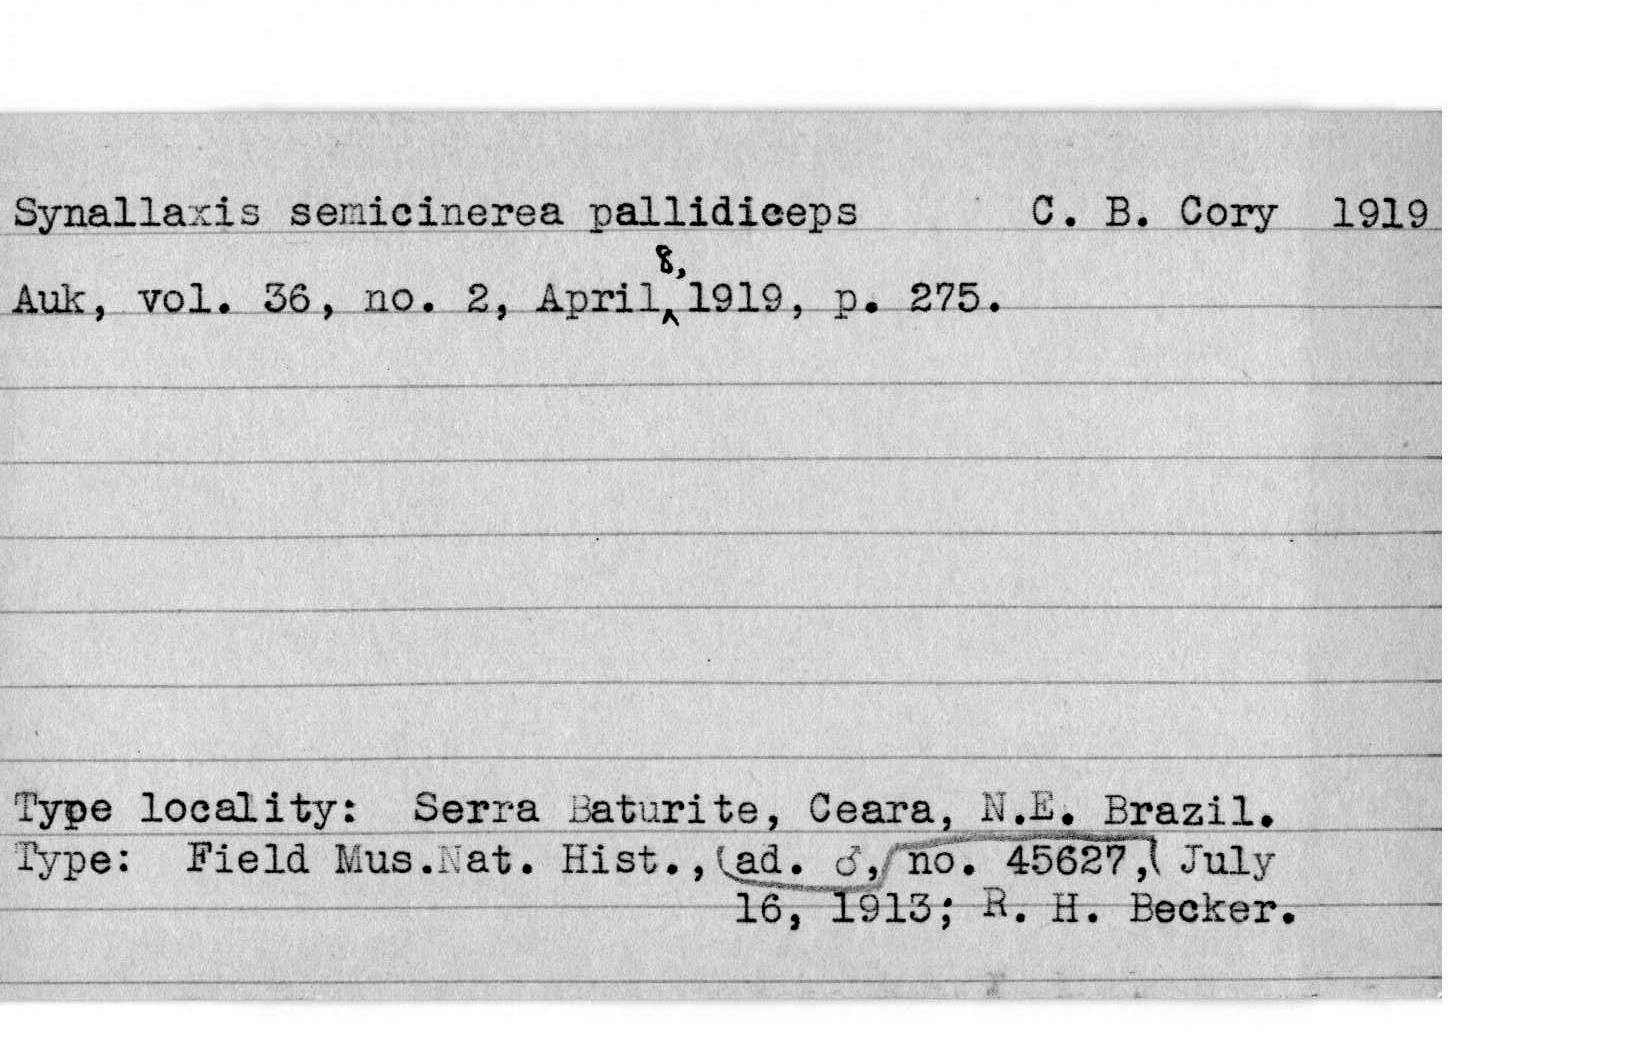 Synallaxis semicinerea pallidiceps C. B. Cory 1919
Auk, vol. 36, no. 2, April 8, 1919, p. 275.
Type locality: Serra Baturite, Ceara, N.E. Brazil.
Type: Field Mus.Nat. Hist., ad. ♂, no. 45627, July
16, 1913; R. H. Becker.